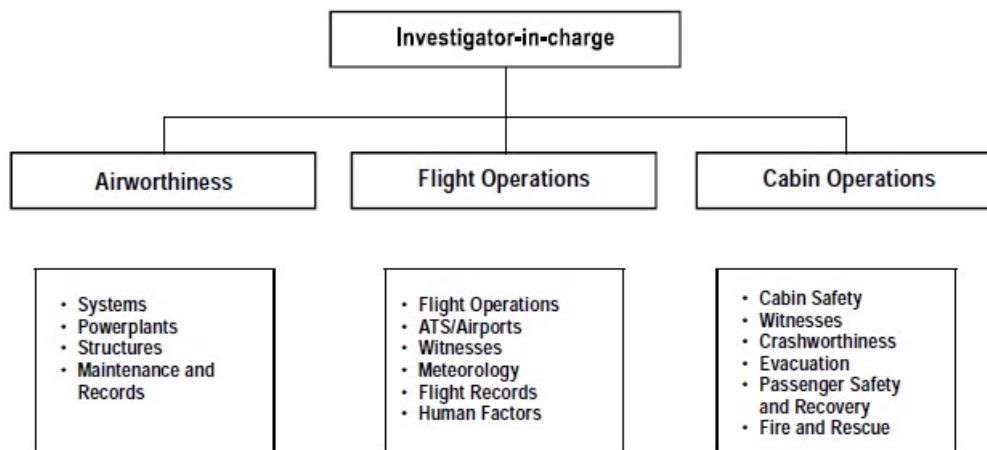 Investigator-in-charge
Airworthiness
Flight Operations
Cabin Operations
• Systems
• Powerplants
• Structures
• Maintenance and
Records
• Flight Operations
• ATS/Airports
• Witnesses
• Meteorology
• Flight Records
• Human Factors
• Cabin Safety
• Witnesses
• Crashworthiness
• Evacuation
• Passenger Safety
and Recovery
• Fire and Rescue